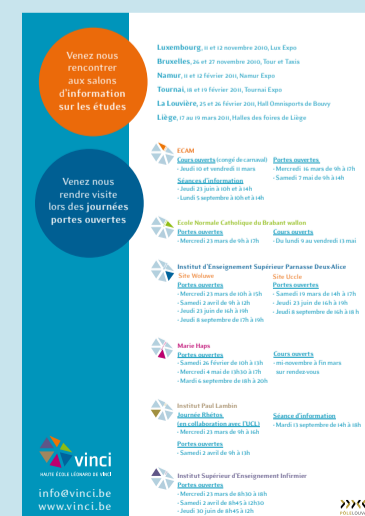 Venez nous
rencontrer
aux salons
d'information
sur les études
Luxembourg, 11 et 12 novembre 2010, Lux Expo
Bruxelles, 26 et 27 novembre 2010, Tour et Taxis
Namur, 11 et 12 février 2011, Namur Expo
Tournai, 18 et 19 février 2011, Tournai Expo
La Louvière, 25 et 26 février 2011, Hall Omnisports de Bouvy
Liège, 17 au 19 mars 2011, Halles des foires de Liège
Venez nous
rendre visite
lors des journées
portes ouvertes
ECAM
Cours ouverts (congé de carnaval)
- Jeudi 10 et vendredi 11 mars
Séances d'information
- Jeudi 23 juin à 10h et à 14h
- Lundi 5 septembre à 10h et à 14h
Portes ouvertes
- Mercredi 16 mars de 9h à 17h
- Samedi 7 mai de 9h à 14h
Ecole Normale Catholique du Brabant wallon
Portes ouvertes
- Mercredi 23 mars de 9h à 17h
Cours ouverts
- Du lundi 9 au vendredi 13 mai
Institut d'Enseignement Supérieur Parnasse Deux-Alice
Site Woluwe
Portes ouvertes
- Mercredi 23 mars de 10h à 15h
- Samedi 2 avril de 9h à 12h
- Jeudi 23 juin de 16h à 19h
- Jeudi 8 septembre de 17h à 19h
Site Uccle
Portes ouvertes
- Samedi 19 mars de 14h à 17h
- Jeudi 23 juin de 16h à 19h
- Jeudi 8 septembre de 16h à 18 h
Marie Haps
Portes ouvertes
- Samedi 26 février de 10h à 13h
- Mercredi 4 mai de 13h30 à 17h
- Mardi 6 septembre de 18h à 20h
Cours ouverts
- mi-novembre à fin mars
sur rendez-vous
Institut Paul Lambin
Journée Rhétos
(en collaboration avec l'UCL)
- Mercredi 23 mars de 9h à 16h
Portes ouvertes
- Samedi 2 avril de 9h à 13h
Séance d'information
- Mardi 13 septembre de 14h à 16h
Institut Supérieur d'Enseignement Infirmier
Portes ouvertes
- Mercredi 23 mars de 8h30 à 18h
- Samedi 2 avril de 8h45 à 12h30
- Jeudi 30 juin de 8h45 à 12h
vinci
HAUTE ÉCOLE LÉONARD DE VINCI
info@vinci.be
www.vinci.be